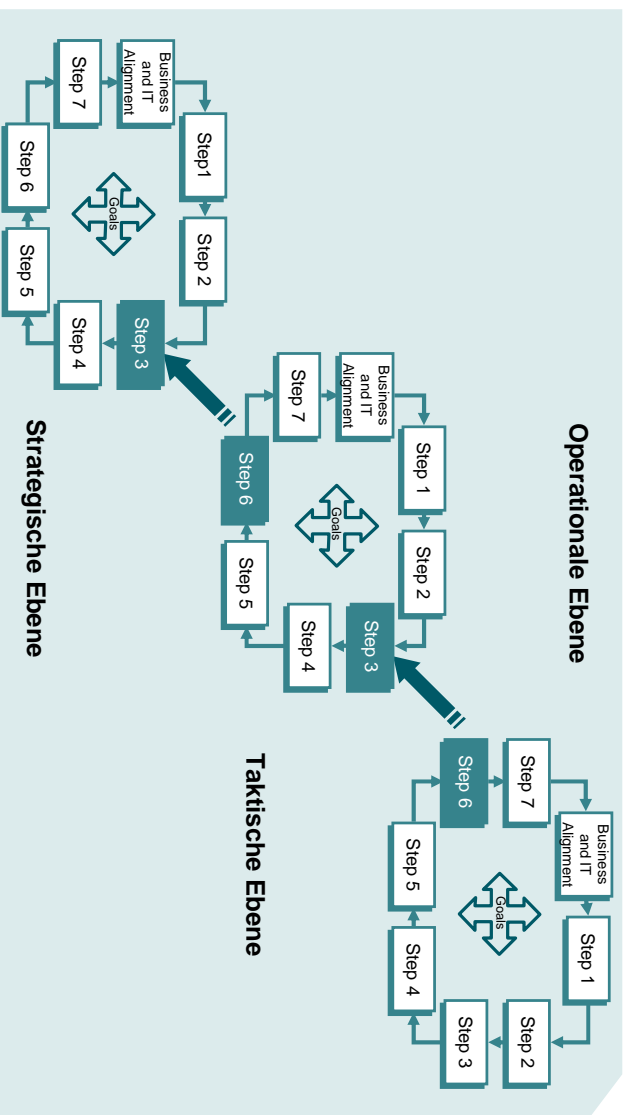 Operationale Ebene
Business
and IT
Alignment
Step 1
Step 2
Step 3
Step 4
Step 5
Step 6
Step 7
Goals
Taktische Ebene
Business
and IT
Alignment
Step 1
Step 2
Step 3
Step 4
Step 5
Step 6
Step 7
Goals
Strategische Ebene
Business
and IT
Alignment
Step1
Step 2
Step 3
Step 4
Step 5
Step 6
Step 7
Goals